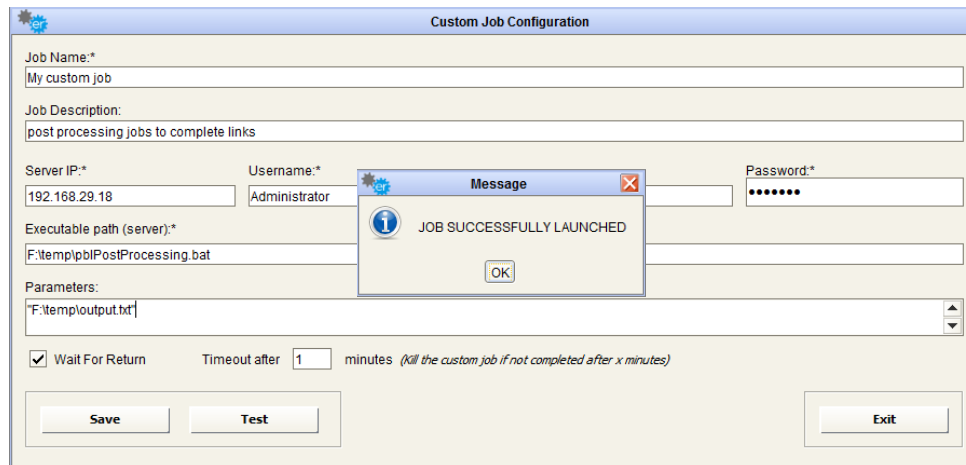 er
Custom Job Configuration
Job Name:*
My custom job
Job Description:
post processing jobs to complete links
Server IP:* Username:* Password:*
192.168.29.18 Administrator •••••••
er Message
JOB SUCCESSFULLY LAUNCHED
OK
Executable path (server):*
F:\temp\pblPostProcessing.bat
Parameters:
"F:\temp\output.txt"
Wait For Return Timeout after 1 minutes (Kill the custom job if not completed after x minutes)
Save Test Exit